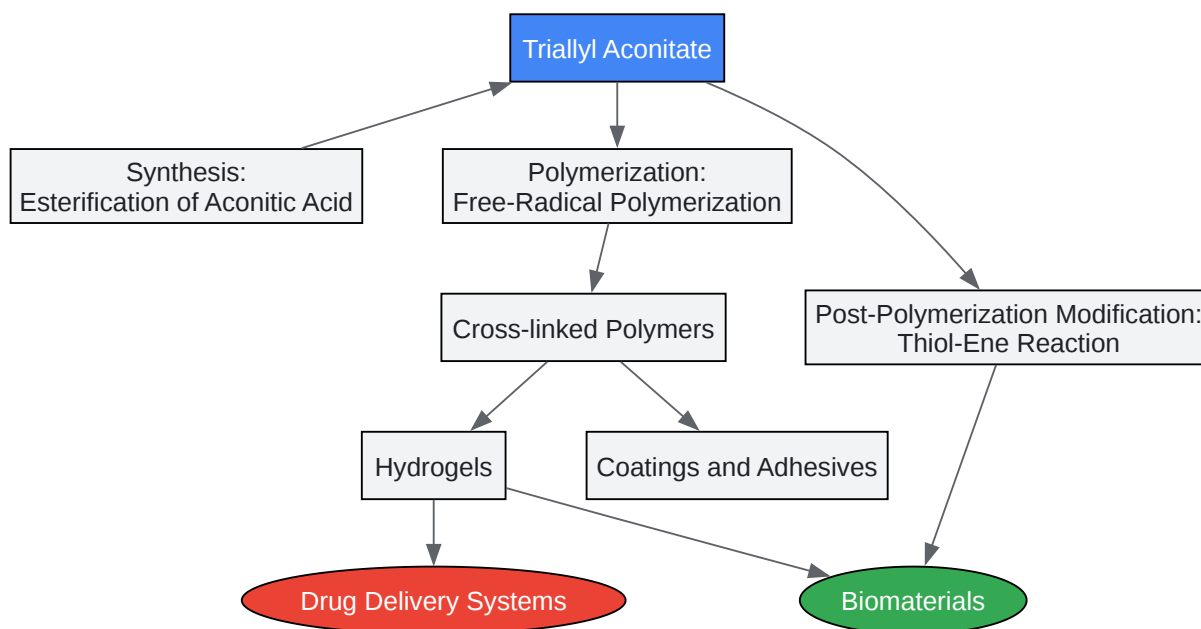 Triallyl Aconitate
Synthesis:
Esterification of Aconitic Acid
Polymerization:
Free-Radical Polymerization
Cross-linked Polymers
Post-Polymerization Modification:
Thiol-Ene Reaction
Hydrogels
Coatings and Adhesives
Drug Delivery Systems
Biomaterials